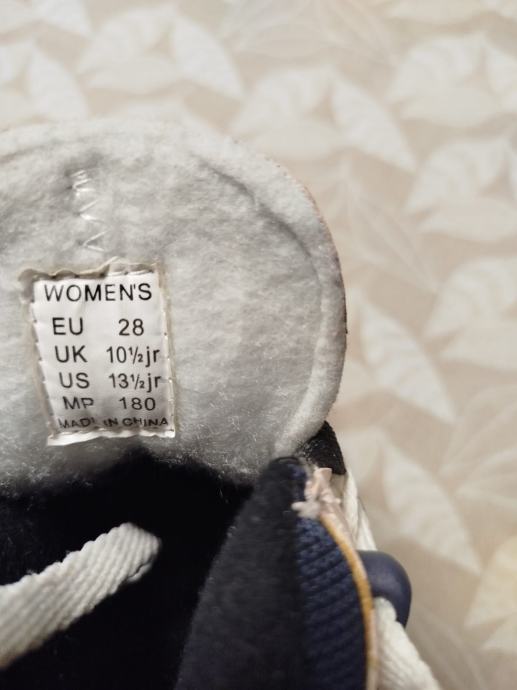 WOMEN'S
EU 28
UK 10½jr
US 13½jr
MP 180
MADE IN CHINA